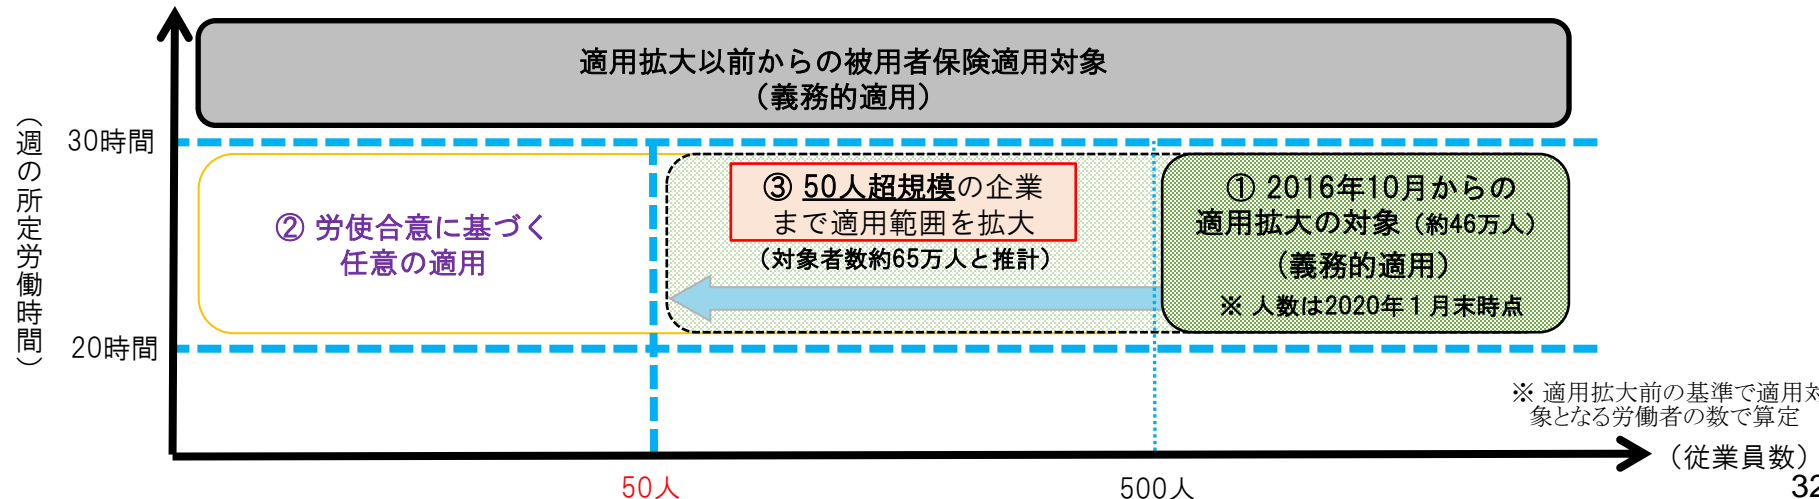 適用拡大以前からの被用者保険適用対象
（義務的適用）
（週の所定労働時間）
30時間
20時間
② 労使合意に基づく
任意の適用
③ 50人超規模の企業
まで適用範囲を拡大
（対象者数約65万人と推計）
① 2016年10月からの
適用拡大の対象（約46万人）
（義務的適用）
※ 人数は2020年１月末時点
※ 適用拡大前の基準で適用対
象となる労働者の数で算定
（従業員数）
50人
500人
32